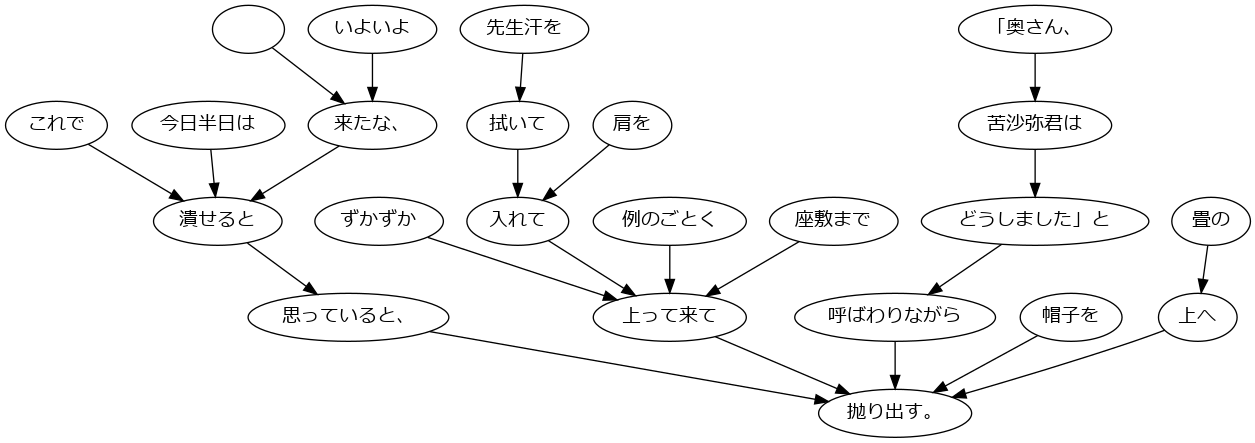 いよいよ
先生汗を
「奥さん、
これで
今日半日は
来たな、
拭いて
肩を
苦沙弥君は
潰せると
ずかずか
入れて
例のごとく
座敷まで
どうしました」と
畳の
思っていると、
上って来て
呼ばわりながら
帽子を
上へ
抛り出す。